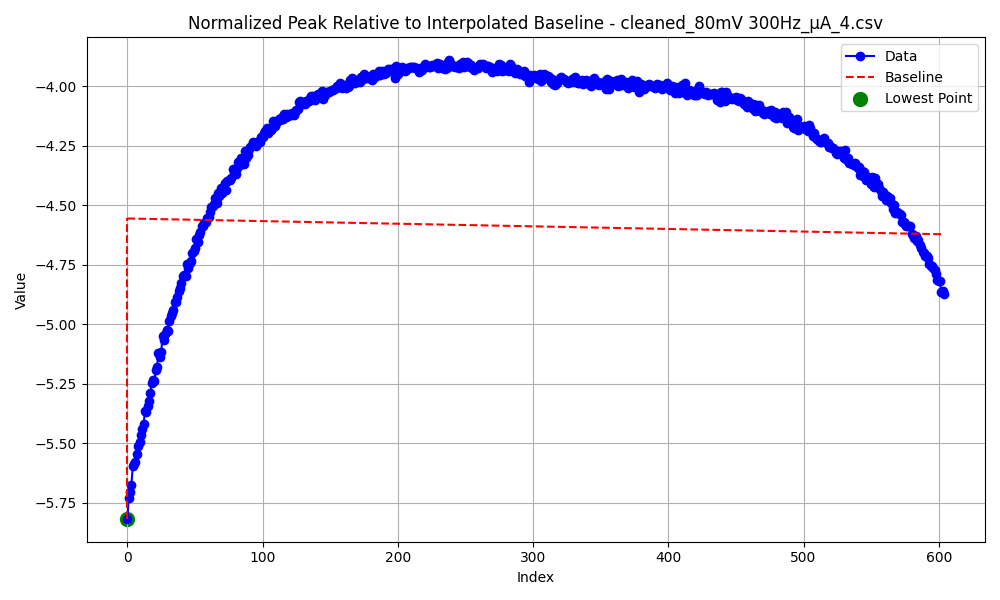 Normalized Peak Relative to Interpolated Baseline - cleaned_80mV 300Hz_µA_4.csv
Data
Baseline
Lowest Point
−4.00
−4.25
−4.50
−4.75
−5.00
−5.25
−5.50
−5.75
Value
0 100 200 300 400 500 600
Index